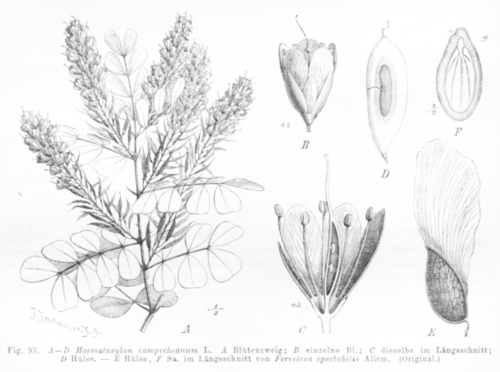 B
D
F
A
C
E
Fig. 93. A—D Haematoxylon campechianum L. A Blütenzweig; B einzelne Bl.; C dieselbe im Längsschnitt;
D Hülse. — E Hülse, F Sa. im Längsschnitt von Ferreirea spectabilis Allem. (Original.)